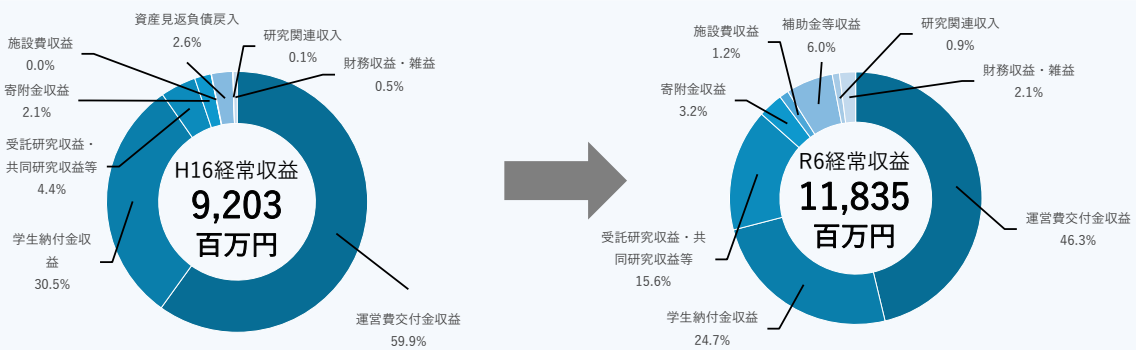 資産見返負債戻入
2.6%
施設費収益
0.0%
研究関連収入
0.1%
財務収益・雑益
0.5%
寄附金収益
2.1%
受託研究収益・
共同研究収益等
4.4%
H16経常収益
9,203
百万円
学生納付金収
益
30.5%
運営費交付金収益
59.9%
施設費収益
1.2%
補助金等収益
6.0%
研究関連収入
0.9%
財務収益・雑益
2.1%
寄附金収益
3.2%
R6経常収益
11,835
百万円
受託研究収益・共
同研究収益等
15.6%
運営費交付金収益
46.3%
学生納付金収益
24.7%